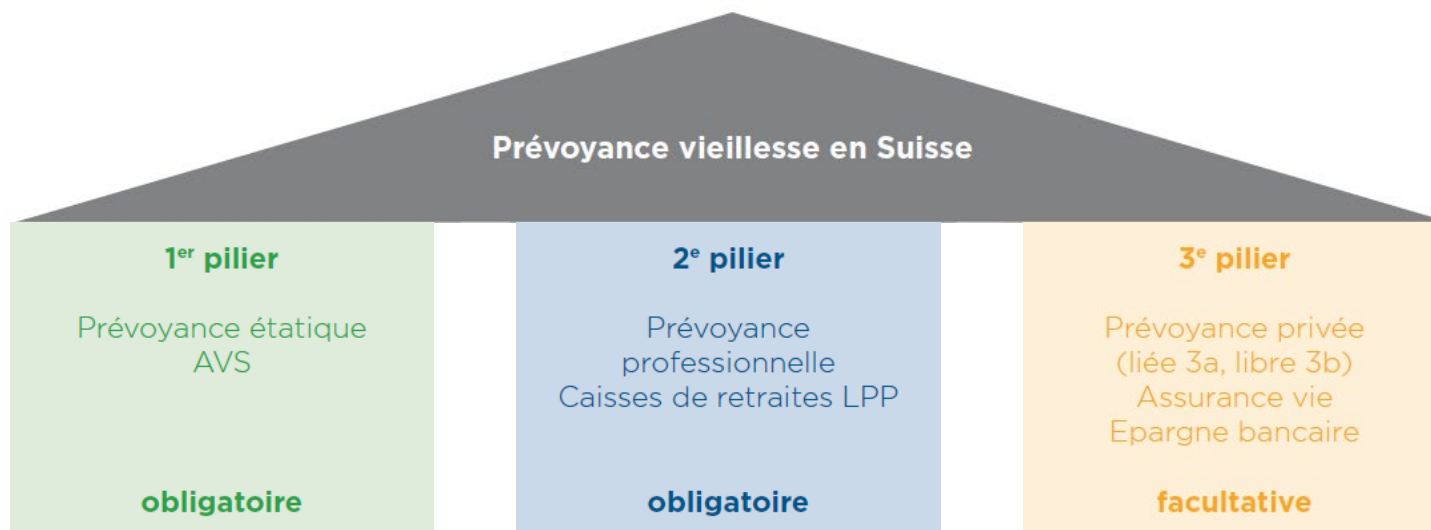 Prévoyance vieillesse en Suisse
1er pilier
Prévoyance étatique
AVS
obligatoire
2e pilier
Prévoyance
professionnelle
Caisses de retraites LPP
obligatoire
3e pilier
Prévoyance privée
(liée 3a, libre 3b)
Assurance vie
Epargne bancaire
facultative